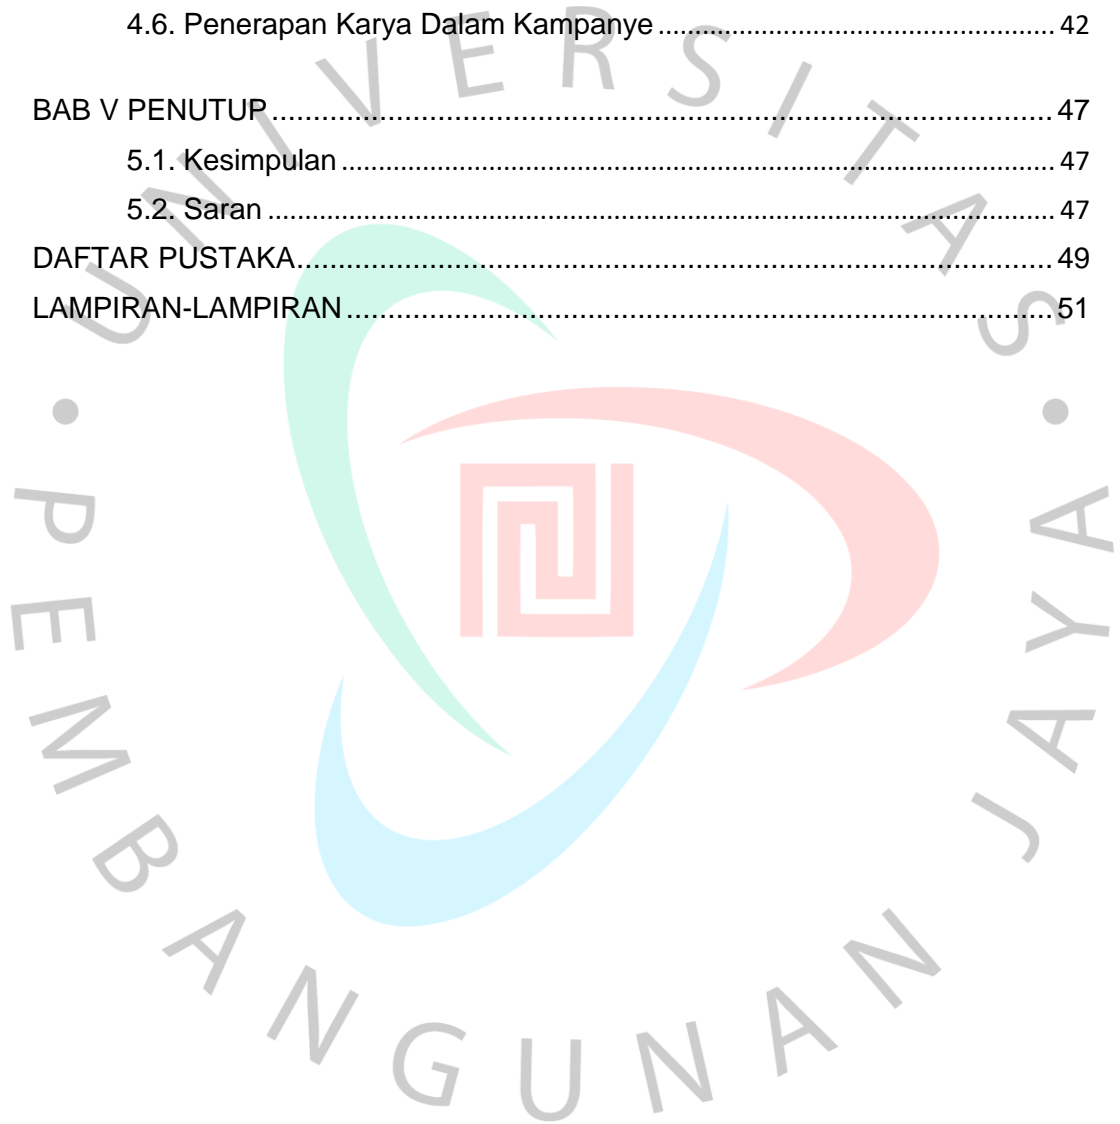 4.6. Penerapan Karya Dalam Kampanye ........................................................ 42
BAB V PENUTUP ................................................................................................ 47
5.1. Kesimpulan ........................................................................................... 47
5.2. Saran .................................................................................................... 47
DAFTAR PUSTAKA ............................................................................................. 49
LAMPIRAN-LAMPIRAN ....................................................................................... 51
UNIVERSITAS • PEMBANGUNAN JAYA •